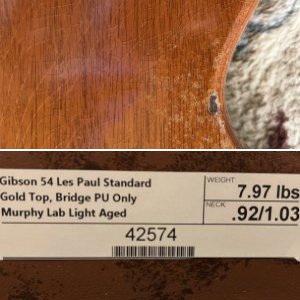 Gibson 54 Les Paul Standard
Gold Top, Bridge PU Only
Murphy Lab Light Aged
WEIGHT:
7.97 lbs
NECK
.92/1.03
42574